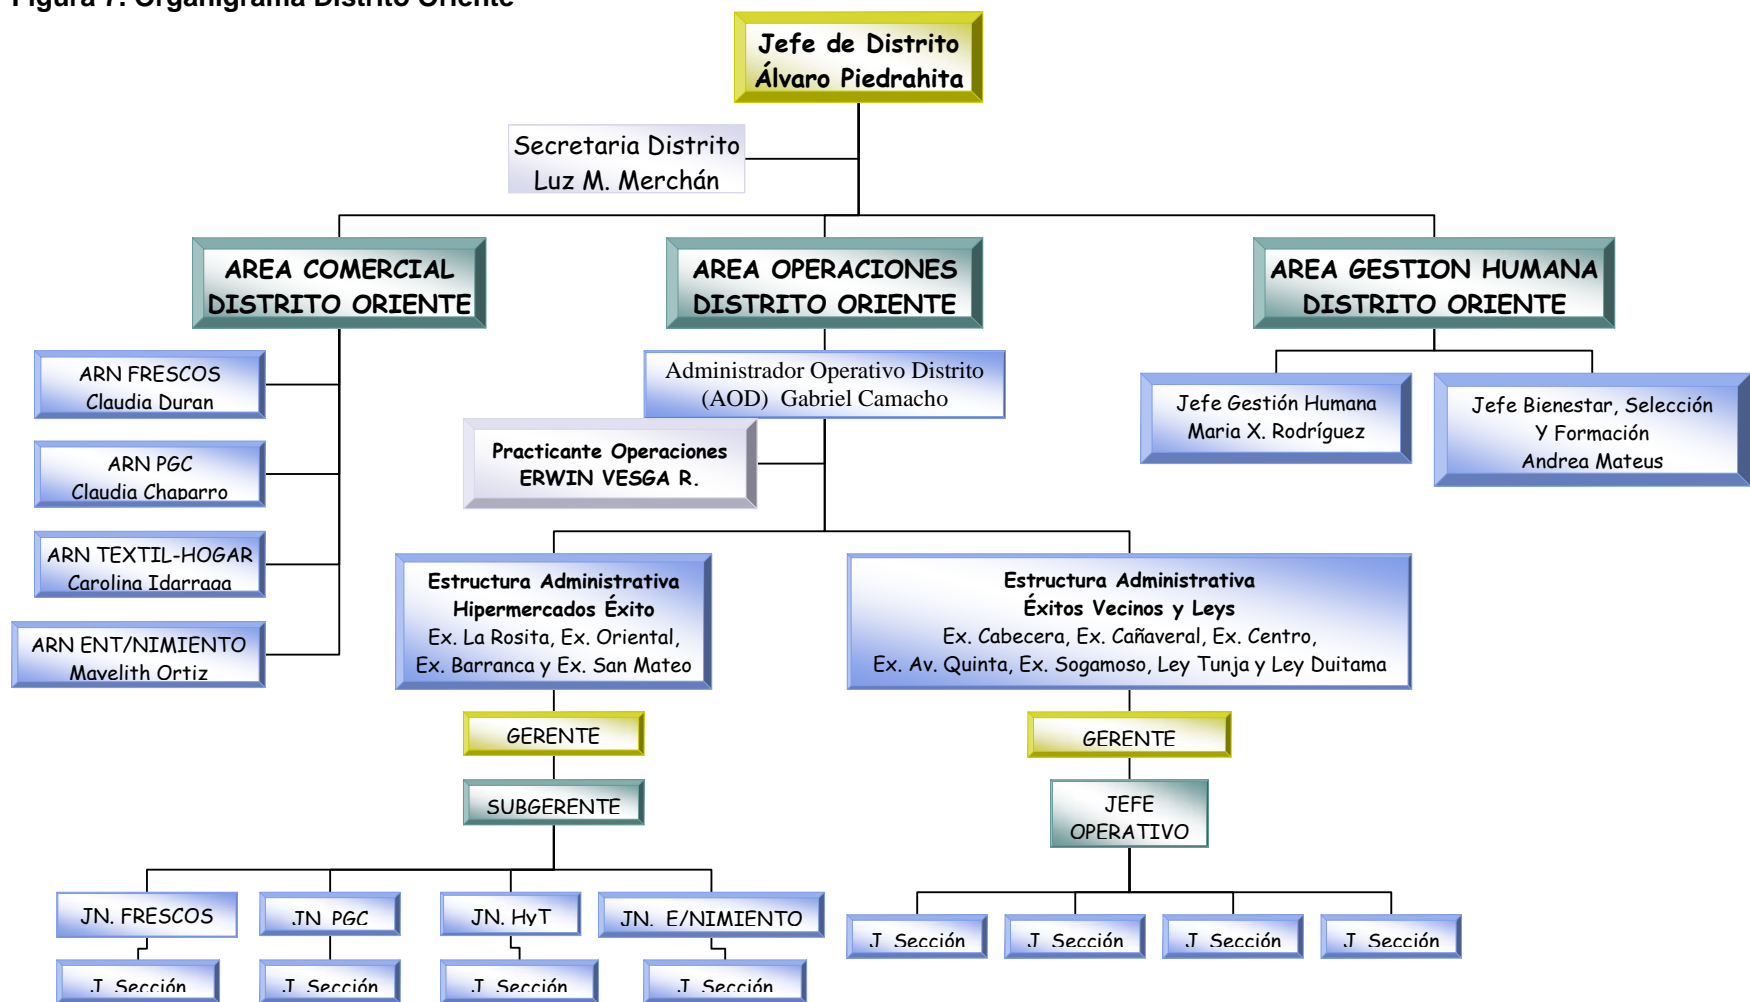 Figura 7. Organigrama Distrito Oriente
Jefe de Distrito
Álvaro Piedrahita
Secretaria Distrito
Luz M. Merchán
AREA COMERCIAL
DISTRITO ORIENTE
AREA OPERACIONES
DISTRITO ORIENTE
AREA GESTION HUMANA
DISTRITO ORIENTE
ARN FRESCOS
Claudia Duran
ARN PGC
Claudia Chaparro
ARN TEXTIL-HOGAR
Carolina Idarraga
ARN ENT/NIMIENTO
Mayelith Ortiz
Administrador Operativo Distrito
(AOD) Gabriel Camacho
Practicante Operaciones
ERWIN VESGA R.
Jefe Gestión Humana
Maria X. Rodríguez
Jefe Bienestar, Selección
Y Formación
Andrea Mateus
Estructura Administrativa
Hipermercados Éxito
Ex. La Rosita, Ex. Oriental,
Ex. Barranca y Ex. San Mateo
Estructura Administrativa
Éxitos Vecinos y Leys
Ex. Cabecera, Ex. Cañaveral, Ex. Centro,
Ex. Av. Quinta, Ex. Sogamoso, Ley Tunja y Ley Duitama
GERENTE
SUBGERENTE
GERENTE
JEFE
OPERATIVO
JN. FRESCOS
JN. PGC
JN. HyT
JN. E/NIMIENTO
J. Sección
J. Sección
J. Sección
J. Sección
J. Sección
J. Sección
J. Sección
J. Sección